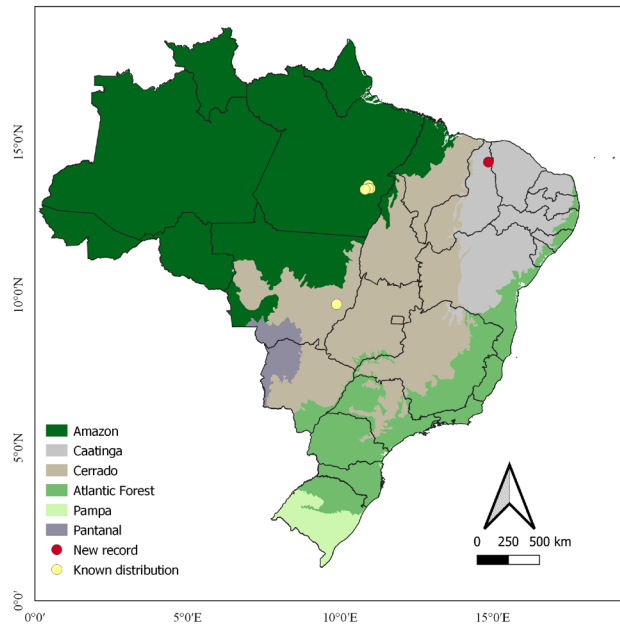 15°0'N
10°0'N
5°0'N
0°0'
Amazon
Caatinga
Cerrado
Atlantic Forest
Pampa
Pantanal
New record
Known distribution
0 250 500 km
0°0' 5°0'E 10°0'E 15°0'E